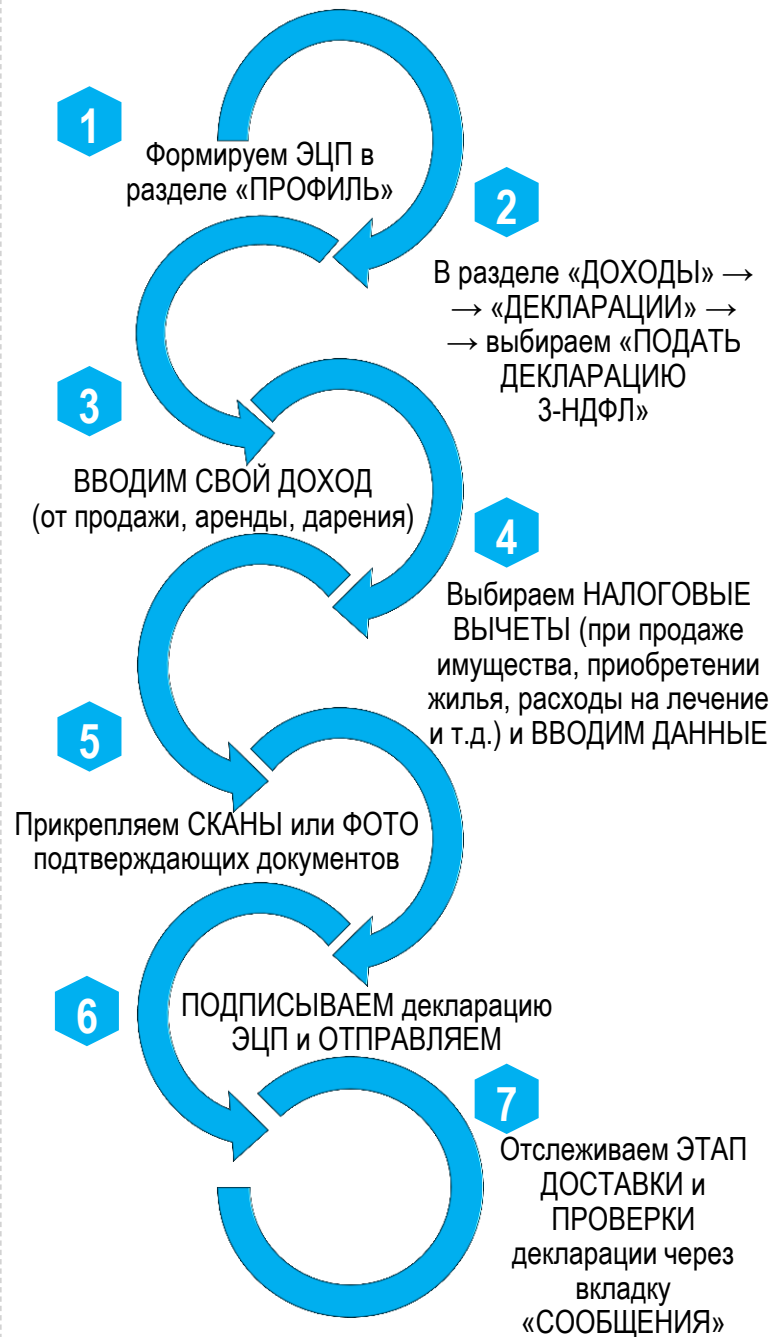 1
Формируем ЭЦП в
разделе «ПРОФИЛЬ»
2
В разделе «ДОХОДЫ» →
→ «ДЕКЛАРАЦИИ» →
→ выбираем «ПОДАТЬ
ДЕКЛАРАЦИЮ
3-НДФЛ»
3
ВВОДИМ СВОЙ ДОХОД
(от продажи, аренды, дарения)
4
Выбираем НАЛОГОВЫЕ
ВЫЧЕТЫ (при продаже
имущества, приобретении
жилья, расходы на лечение
и т.д.) и ВВОДИМ ДАННЫЕ
5
Прикрепляем СКАНЫ или ФОТО
подтверждающих документов
6
ПОДПИСЫВАЕМ декларацию
ЭЦП и ОТПРАВЛЯЕМ
7
Отслеживаем ЭТАП
ДОСТАВКИ и
ПРОВЕРКИ
декларации через
вкладку
«СООБЩЕНИЯ»